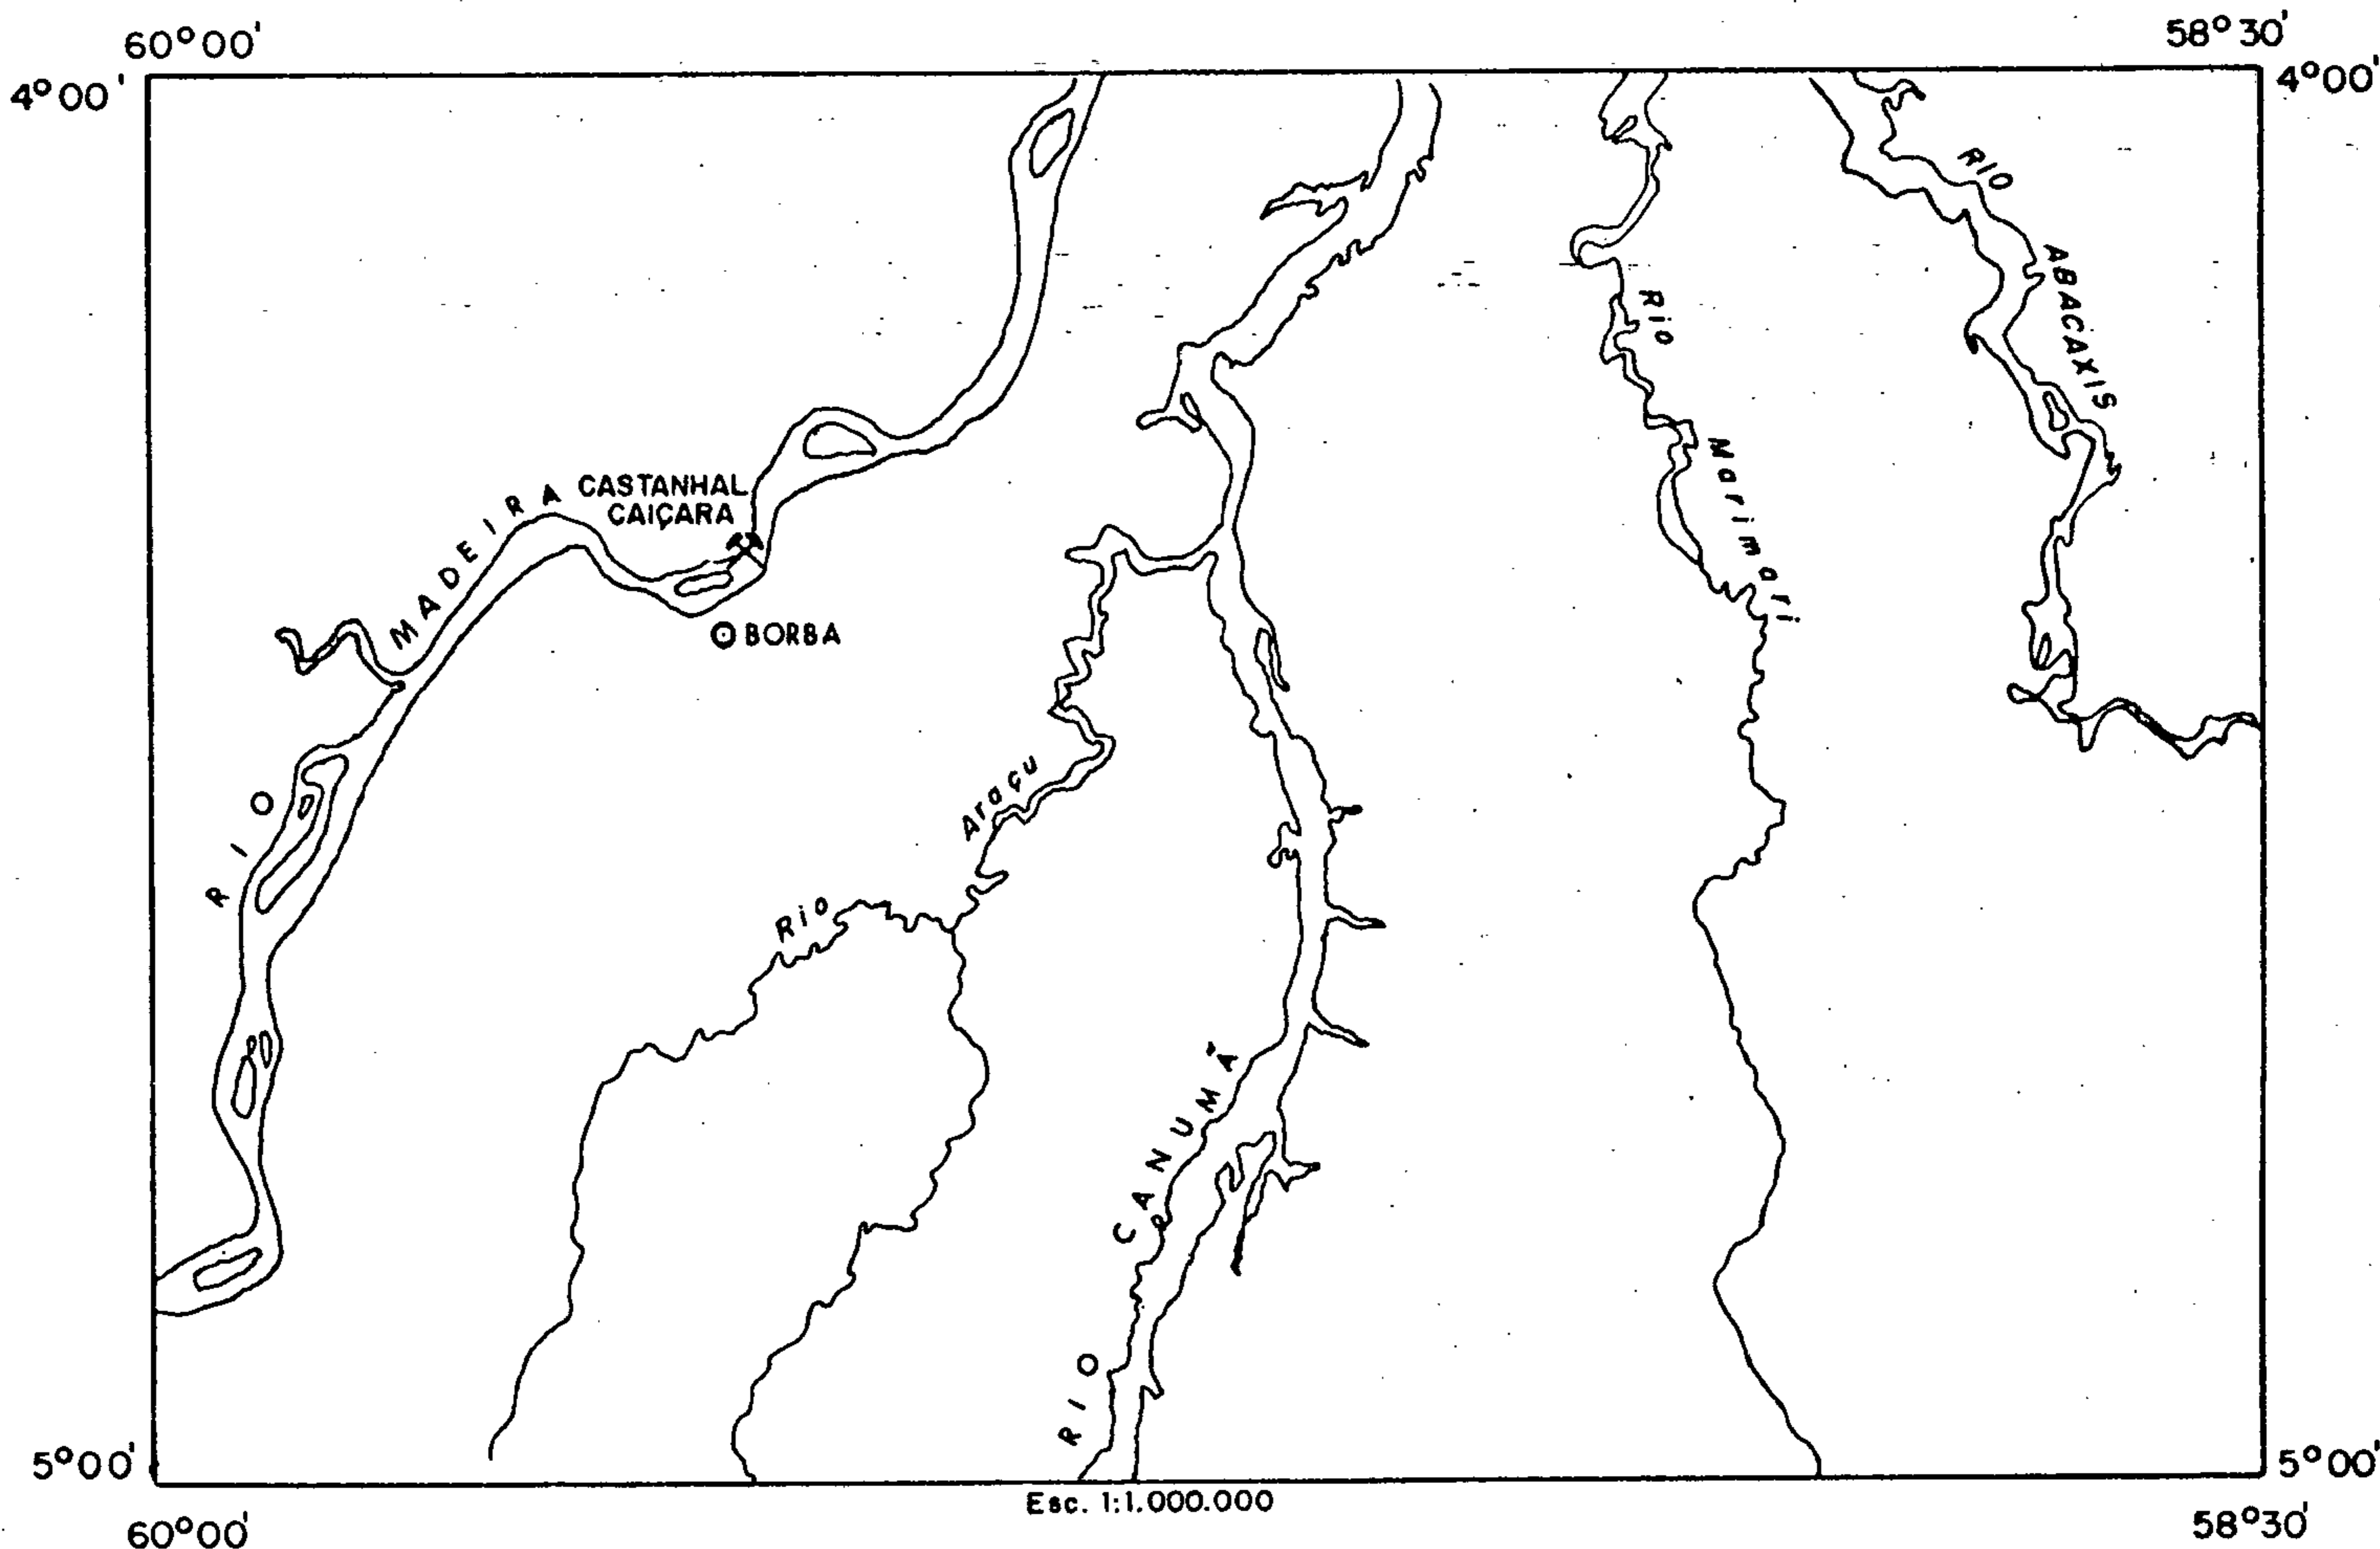 60°00'
58°30'
4°00'
4°00'
RIO MADEIRA
CASTANHAL
CAIÇARA
BORBA
Rio Araçu
RIO CANUMÃ
Rio Marimari
RIO ABACAXIS
5°00'
5°00'
Esc. 1:1.000.000
60°00'
58°30'